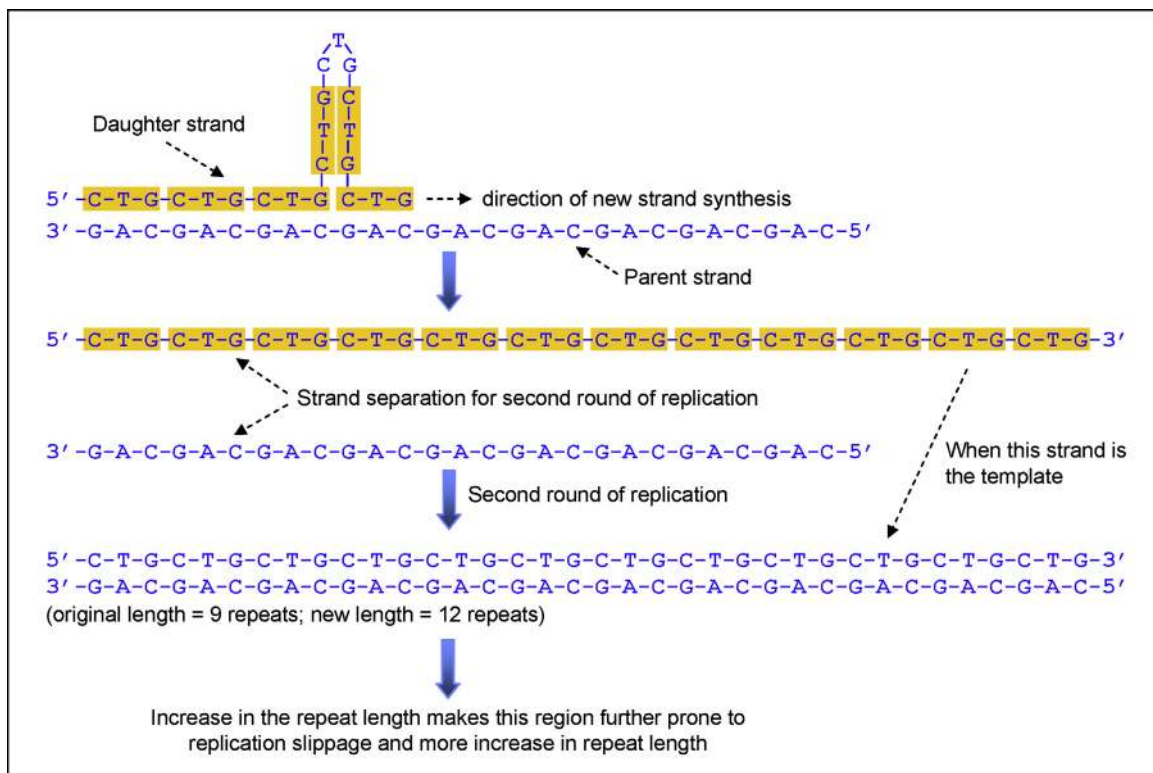 T
C G
G C
Daughter strand
T T
C G
5′-C-T-G-C-T-G-C-T-G C-T-G
direction of new strand synthesis
3′-G-A-C-G-A-C-G-A-C-G-A-C-G-A-C-G-A-C-G-A-C-G-A-C-G-A-C-5′
Parent strand
5′-C-T-G-C-T-G-C-T-G-C-T-G-C-T-G-C-T-G-C-T-G-C-T-G-C-T-G-C-T-G-C-T-G-C-T-G-3′
Strand separation for second round of replication
3′-G-A-C-G-A-C-G-A-C-G-A-C-G-A-C-G-A-C-G-A-C-G-A-C-G-A-C-5′
When this strand is
the template
Second round of replication
5′-C-T-G-C-T-G-C-T-G-C-T-G-C-T-G-C-T-G-C-T-G-C-T-G-C-T-G-C-T-G-C-T-G-C-T-G-3′
3′-G-A-C-G-A-C-G-A-C-G-A-C-G-A-C-G-A-C-G-A-C-G-A-C-G-A-C-G-A-C-G-A-C-G-A-C-5′
(original length = 9 repeats; new length = 12 repeats)
Increase in the repeat length makes this region further prone to
replication slippage and more increase in repeat length